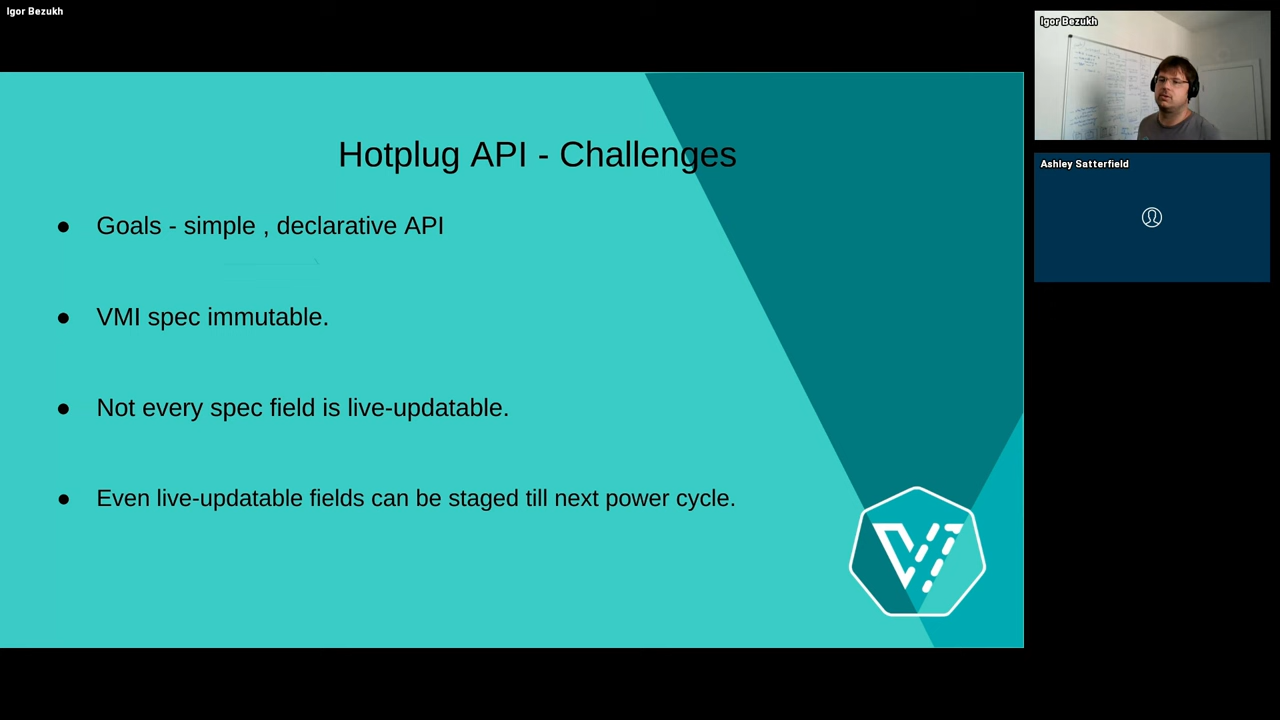 Igor Bezukh
Igor Bezukh
Ashley Satterfield
Hotplug API - Challenges
● Goals - simple , declarative API
● VMI spec immutable.
● Not every spec field is live-updatable.
● Even live-updatable fields can be staged till next power cycle.